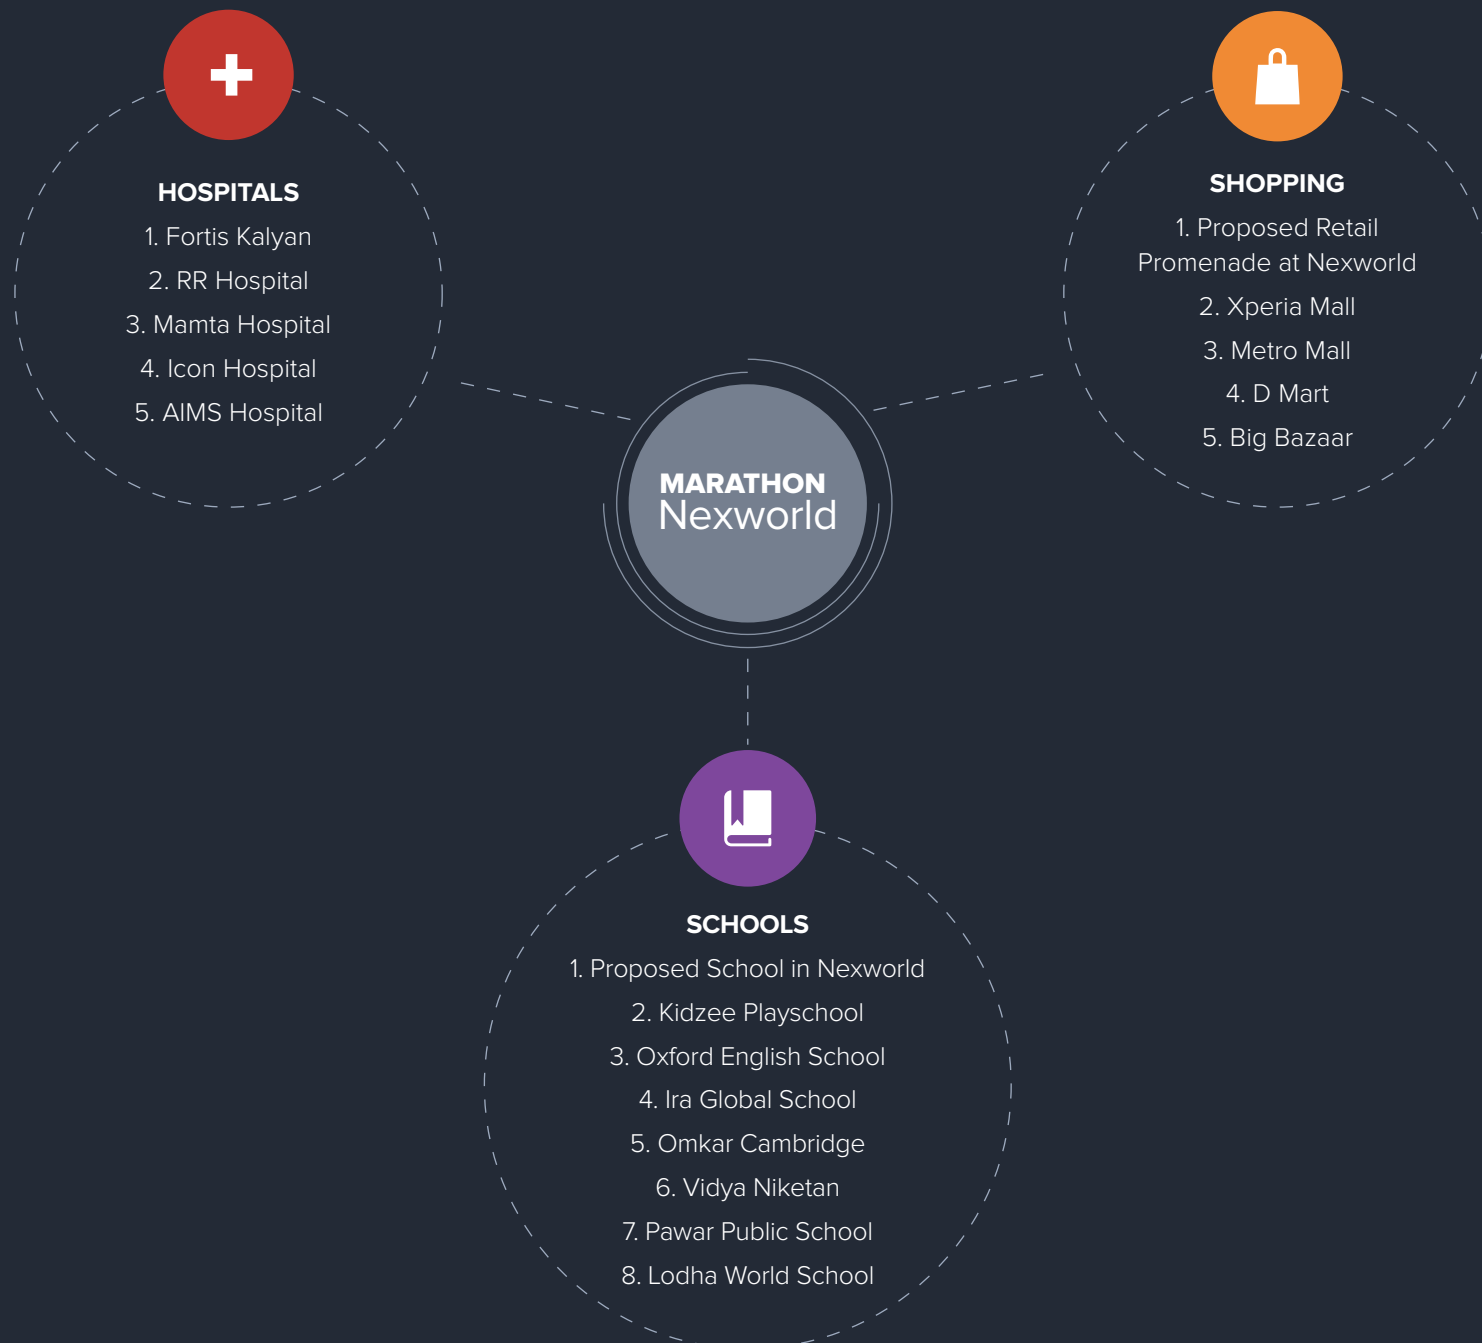 HOSPITALS
1. Fortis Kalyan
2. RR Hospital
3. Mamta Hospital
4. Icon Hospital
5. AIMS Hospital
SHOPPING
1. Proposed Retail
Promenade at Nexworld
2. Xperia Mall
3. Metro Mall
4. D Mart
5. Big Bazaar
MARATHON
Nexworld
SCHOOLS
1. Proposed School in Nexworld
2. Kidzee Playschool
3. Oxford English School
4. Ira Global School
5. Omkar Cambridge
6. Vidya Niketan
7. Pawar Public School
8. Lodha World School